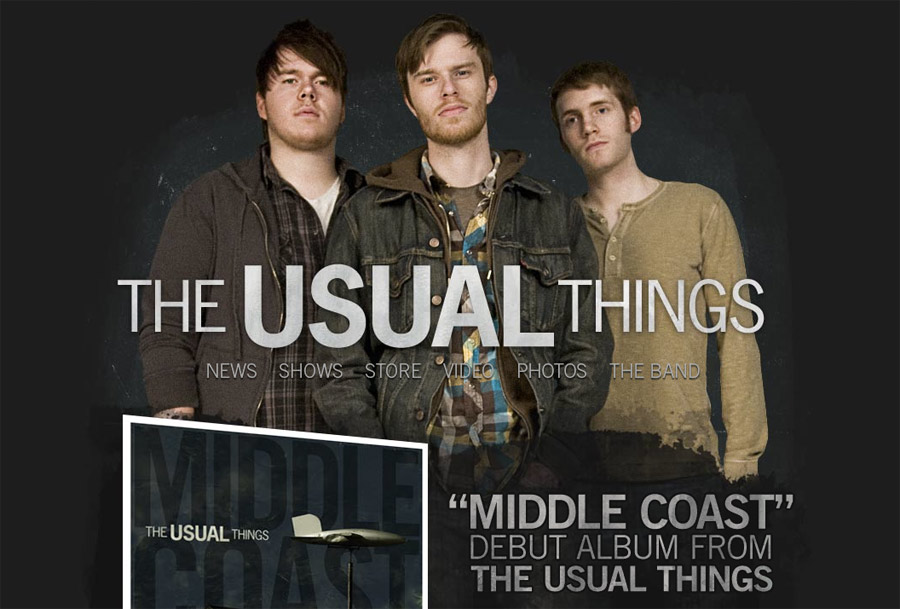 THE USUAL THINGS
NEWS SHOWS STORE VIDEO PHOTOS THE BAND
MIDDLE
THE USUAL THINGS
COAST
“MIDDLE COAST”
DEBUT ALBUM FROM
THE USUAL THINGS